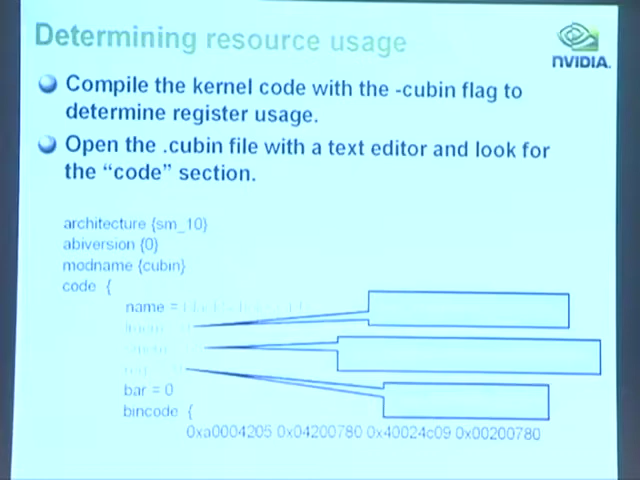 Determining resource usage
NVIDIA.
Compile the kernel code with the -cubin flag to
determine register usage.
Open the .cubin file with a text editor and look for
the “code” section.
architecture {sm_10}
abiversion {0}
modname {cubin}
code {
name =
bar = 0
bincode {
0xa0004205 0x04200780 0x40024c09 0x00200780